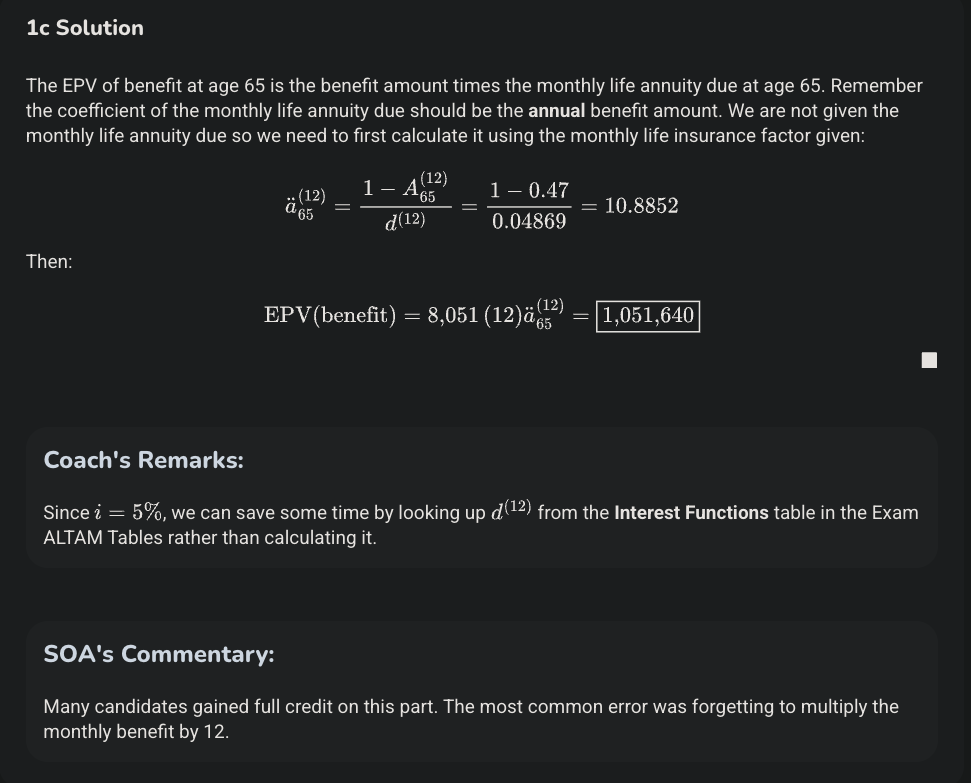 1c Solution
The EPV of benefit at age 65 is the benefit amount times the monthly life annuity due at age 65. Remember
the coefficient of the monthly life annuity due should be the annual benefit amount. We are not given the
monthly life annuity due so we need to first calculate it using the monthly life insurance factor given:
ä_{65}^{(12)} = \frac{1 − A_{65}^{(12)}}{d^{(12)}} = \frac{1 − 0.47}{0.04869} = 10.8852
Then:
EPV(benefit) = 8,051 (12)ä_{65}^{(12)} = 1,051,640
Coach's Remarks:
Since i = 5%, we can save some time by looking up d^{(12)} from the Interest Functions table in the Exam
ALTAM Tables rather than calculating it.
SOA's Commentary:
Many candidates gained full credit on this part. The most common error was forgetting to multiply the
monthly benefit by 12.